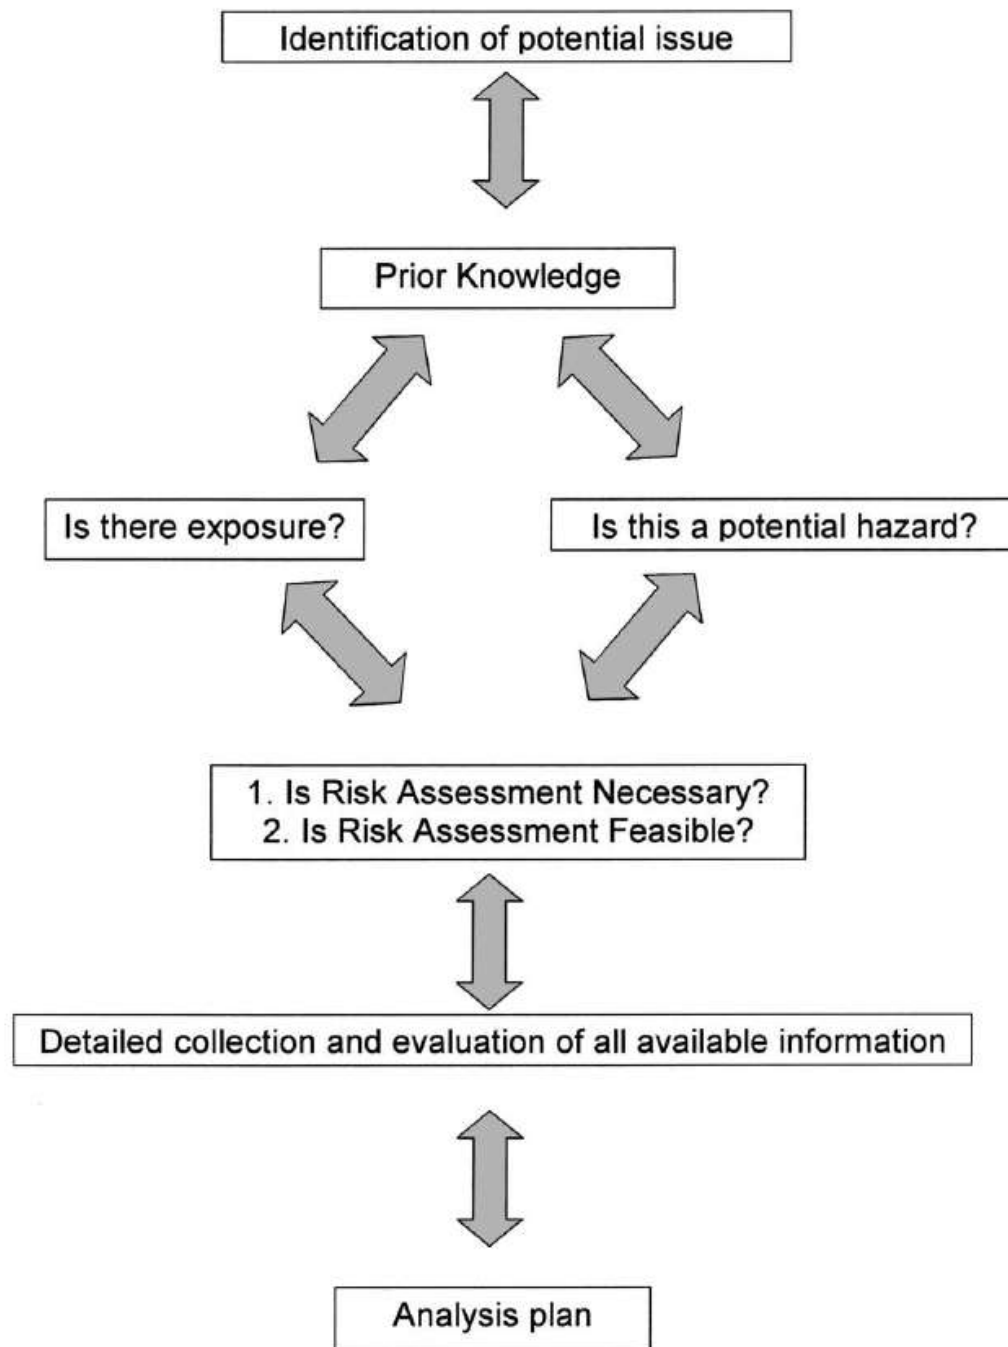 Identification of potential issue
Prior Knowledge
Is there exposure?
Is this a potential hazard?
1. Is Risk Assessment Necessary?
2. Is Risk Assessment Feasible?
Detailed collection and evaluation of all available information
Analysis plan